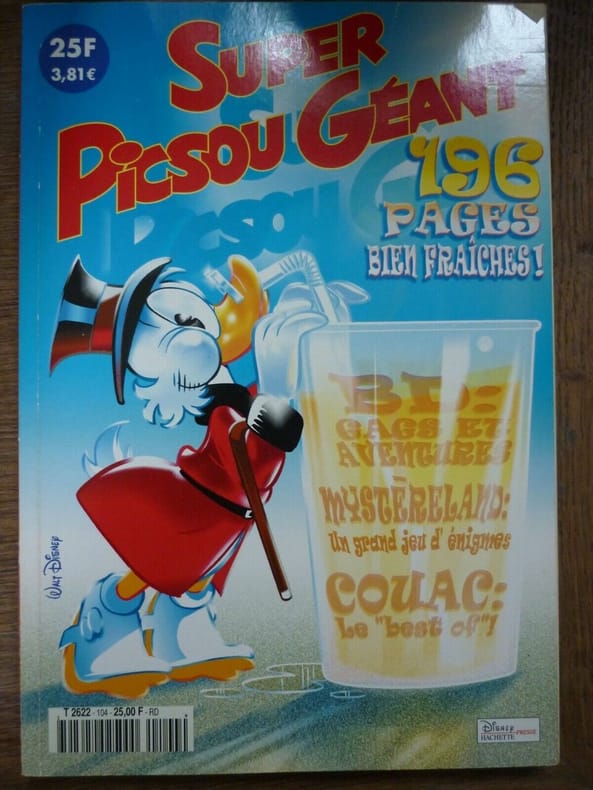 25F
3,81€
SUPER
PICSOU GÉANT
196
PAGES
BIEN FRAÎCHES !
BD:
GAGS ET
AVENTURES
MYSTÈRELAND:
Un grand jeu d'énigmes
COUAC:
Le "best of"!
WALT DISNEY
T 2622 - 104 - 25,00 F - RD
DISNEY
HACHETTE PRESSE